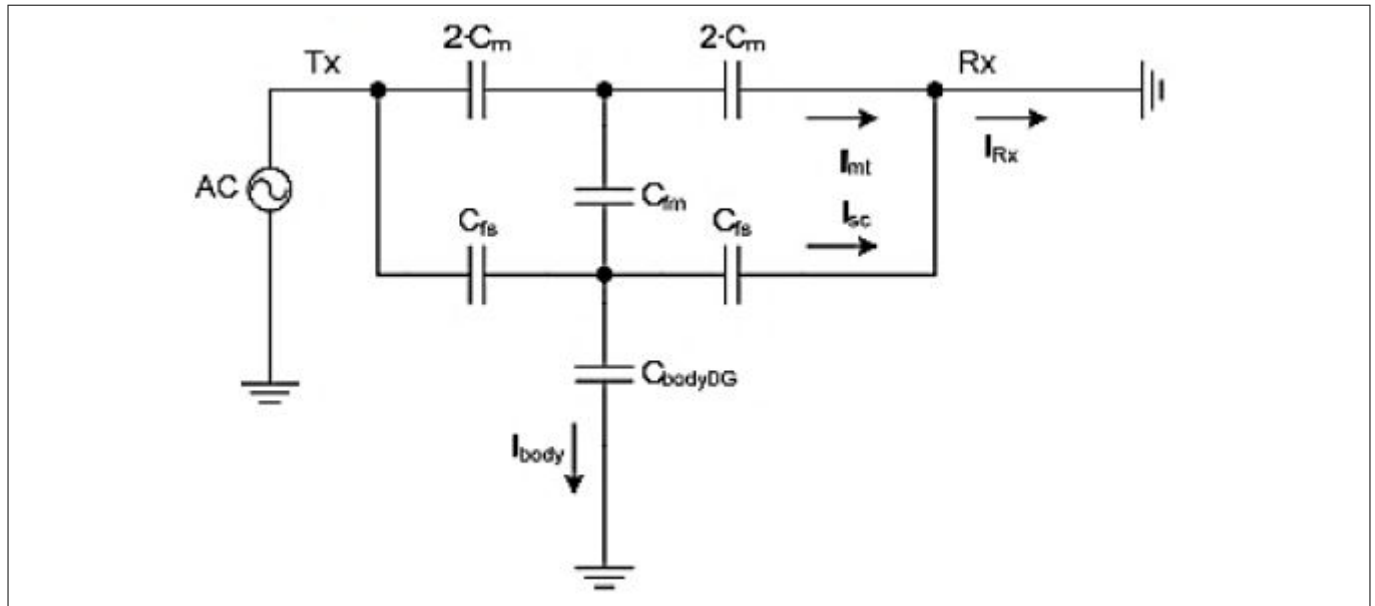 2·Cm
2·Cm
Tx
Rx
AC
Imt
IRx
Cfm
Isc
Cfs
Cfs
CbodyDG
Ibody